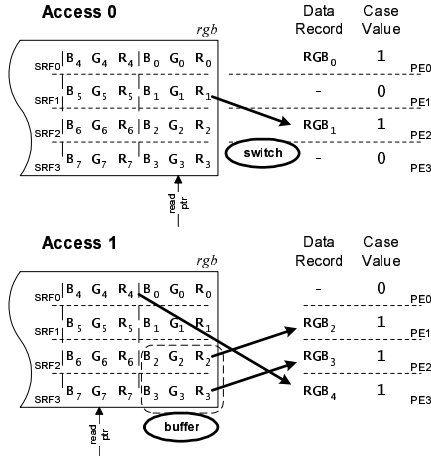 Access 0
rgb
Data Record
Case Value
SRF0 B4 G4 R4 B0 G0 R0 RGB0 1 PE0
SRF1 B5 G5 R5 B1 G1 R1 - 0 PE1
SRF2 B6 G6 R6 B2 G2 R2 RGB1 1 PE2
switch
SRF3 B7 G7 R7 B3 G3 R3 - 0 PE3
read ptr
Access 1
rgb
Data Record
Case Value
SRF0 B4 G4 R4 B0 G0 R0 - 0 PE0
SRF1 B5 G5 R5 B1 G1 R1 RGB2 1 PE1
SRF2 B6 G6 R6 B2 G2 R2 RGB3 1 PE2
SRF3 B7 G7 R7 B3 G3 R3 RGB4 1 PE3
read ptr
buffer